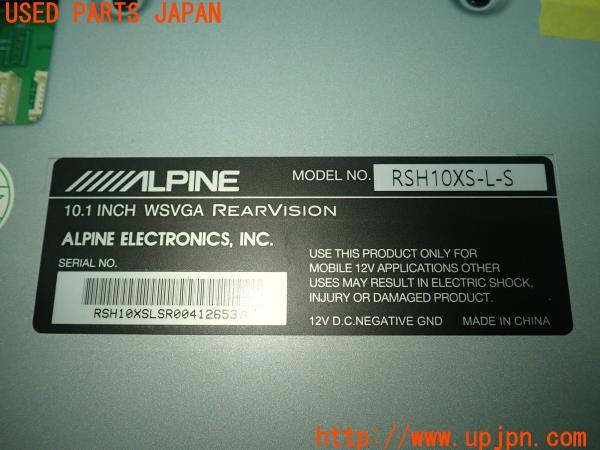 USED PARTS JAPAN
ALPINE
MODEL NO.
RSH10XS-L-S
10.1 INCH WSVGA REARVISION
ALPINE ELECTRONICS, INC.
SERIAL NO.
RSH10XSLSR00412653A
USE THIS PRODUCT ONLY FOR
MOBILE 12V APPLICATIONS OTHER
USES MAY RESULT IN ELECTRIC SHOCK,
INJURY OR DAMAGED PRODUCT.
12V D.C.NEGATIVE GND MADE IN CHINA
http://www.upjpn.com/